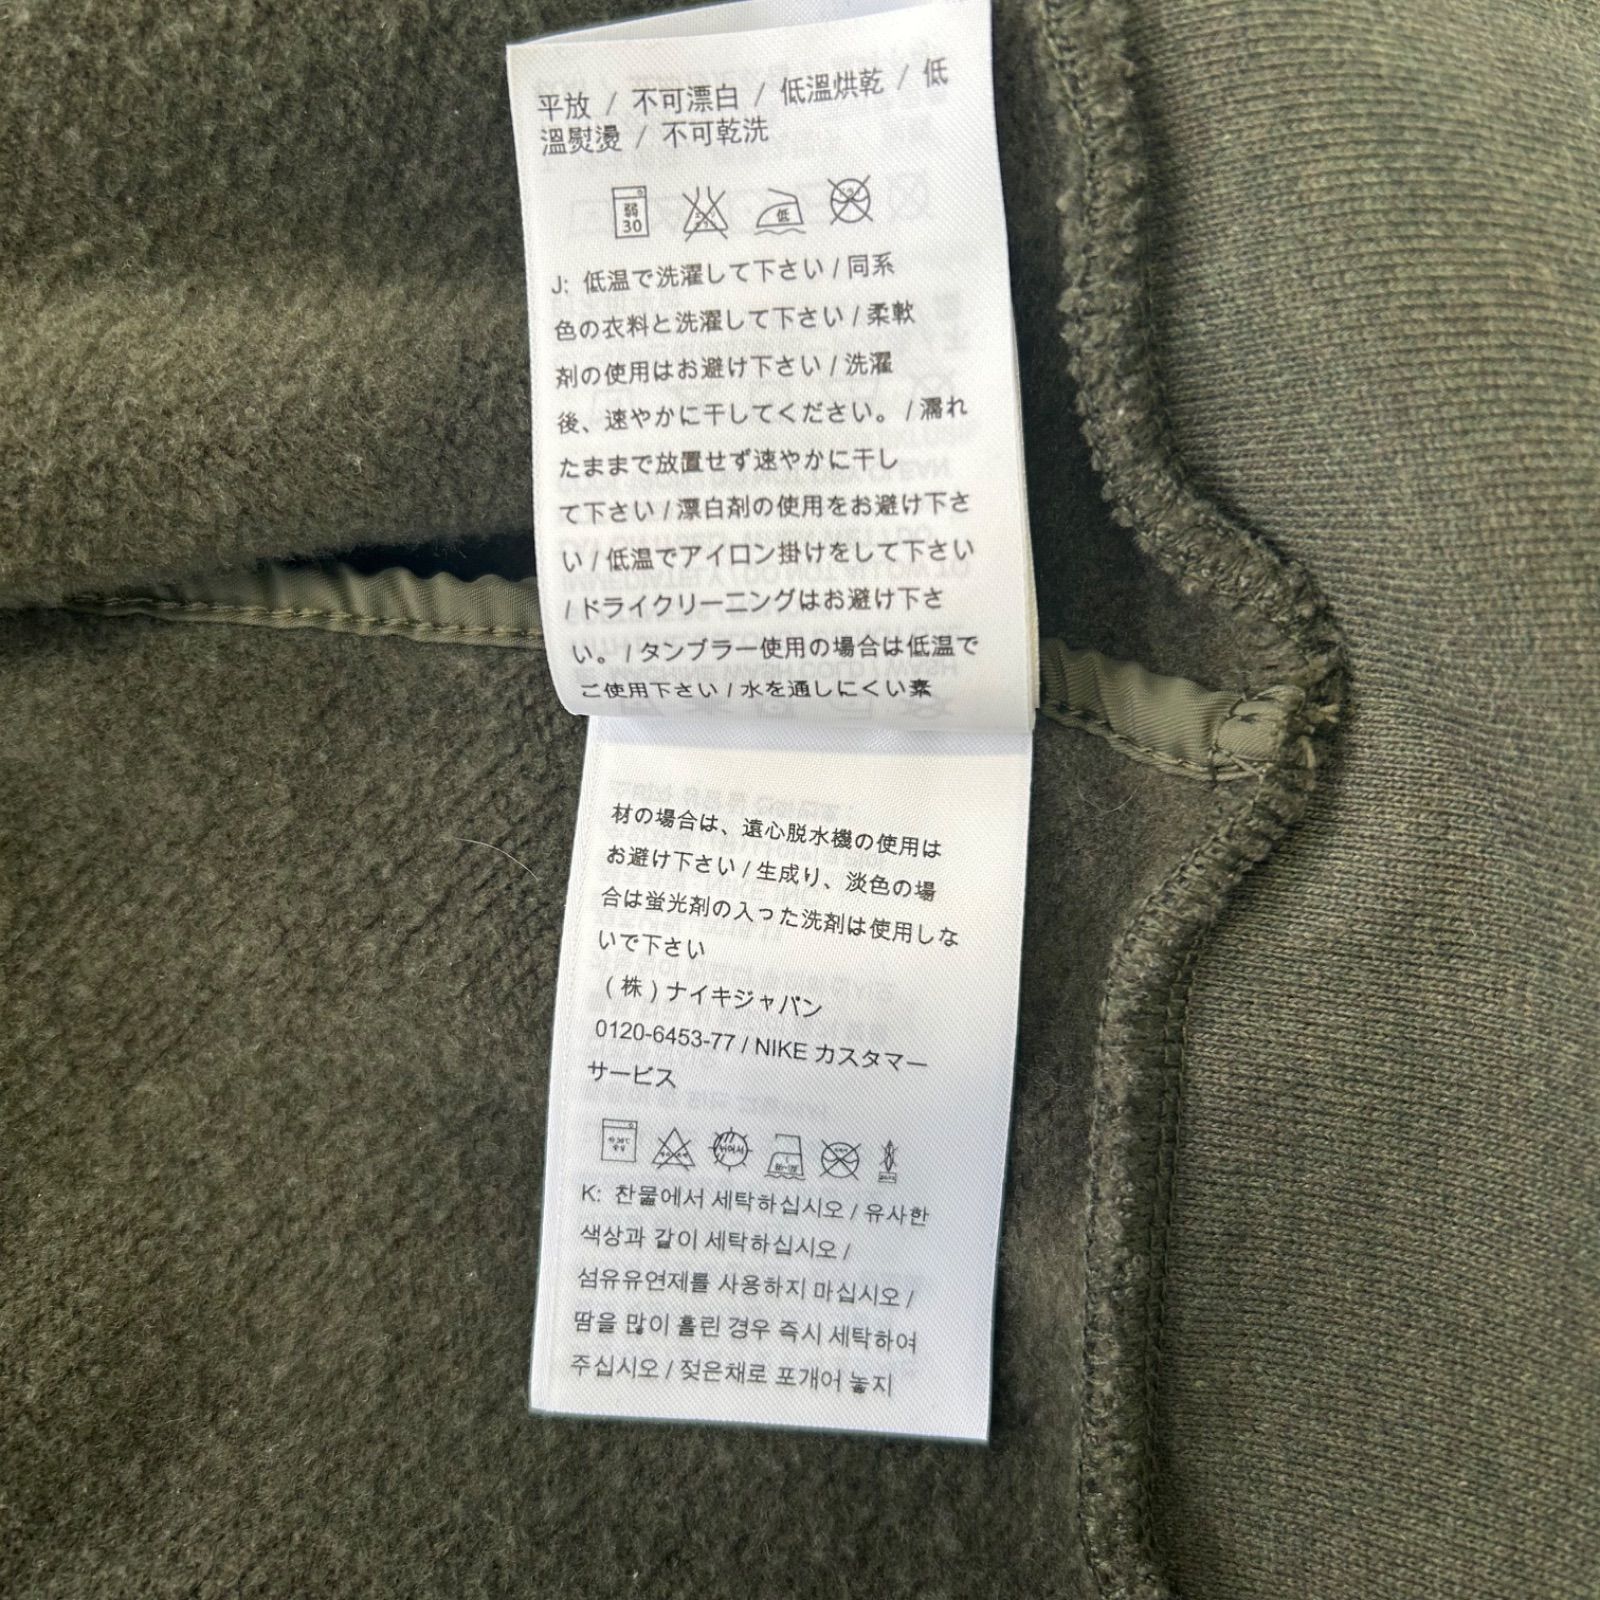 平放 / 不可漂白 / 低溫烘乾 / 低
溫熨燙 / 不可乾洗
弱
30
低
J: 低温で洗濯して下さい / 同系
色の衣料と洗濯して下さい / 柔軟
剤の使用はお避け下さい / 洗濯
後、速やかに干してください。 / 濡れ
たままで放置せず速やかに干し
て下さい / 漂白剤の使用をお避け下さ
い / 低温でアイロン掛けをして下さい
/ ドライクリーニングはお避け下さ
い。 / タンブラー使用の場合は低温で
ご使用下さい / 水を通しにくい素
材の場合は、遠心脱水機の使用は
お避け下さい / 生成り、淡色の場
合は蛍光剤の入った洗剤は使用しな
いで下さい
( 株 ) ナイキジャパン
0120-6453-77 / NIKE カスタマー
サービス
K: 찬물에서 세탁하십시오 / 유사한
색상과 같이 세탁하십시오 /
섬유유연제를 사용하지 마십시오 /
땀을 많이 흘린 경우 즉시 세탁하여
주십시오 / 젖은채로 포개어 놓지